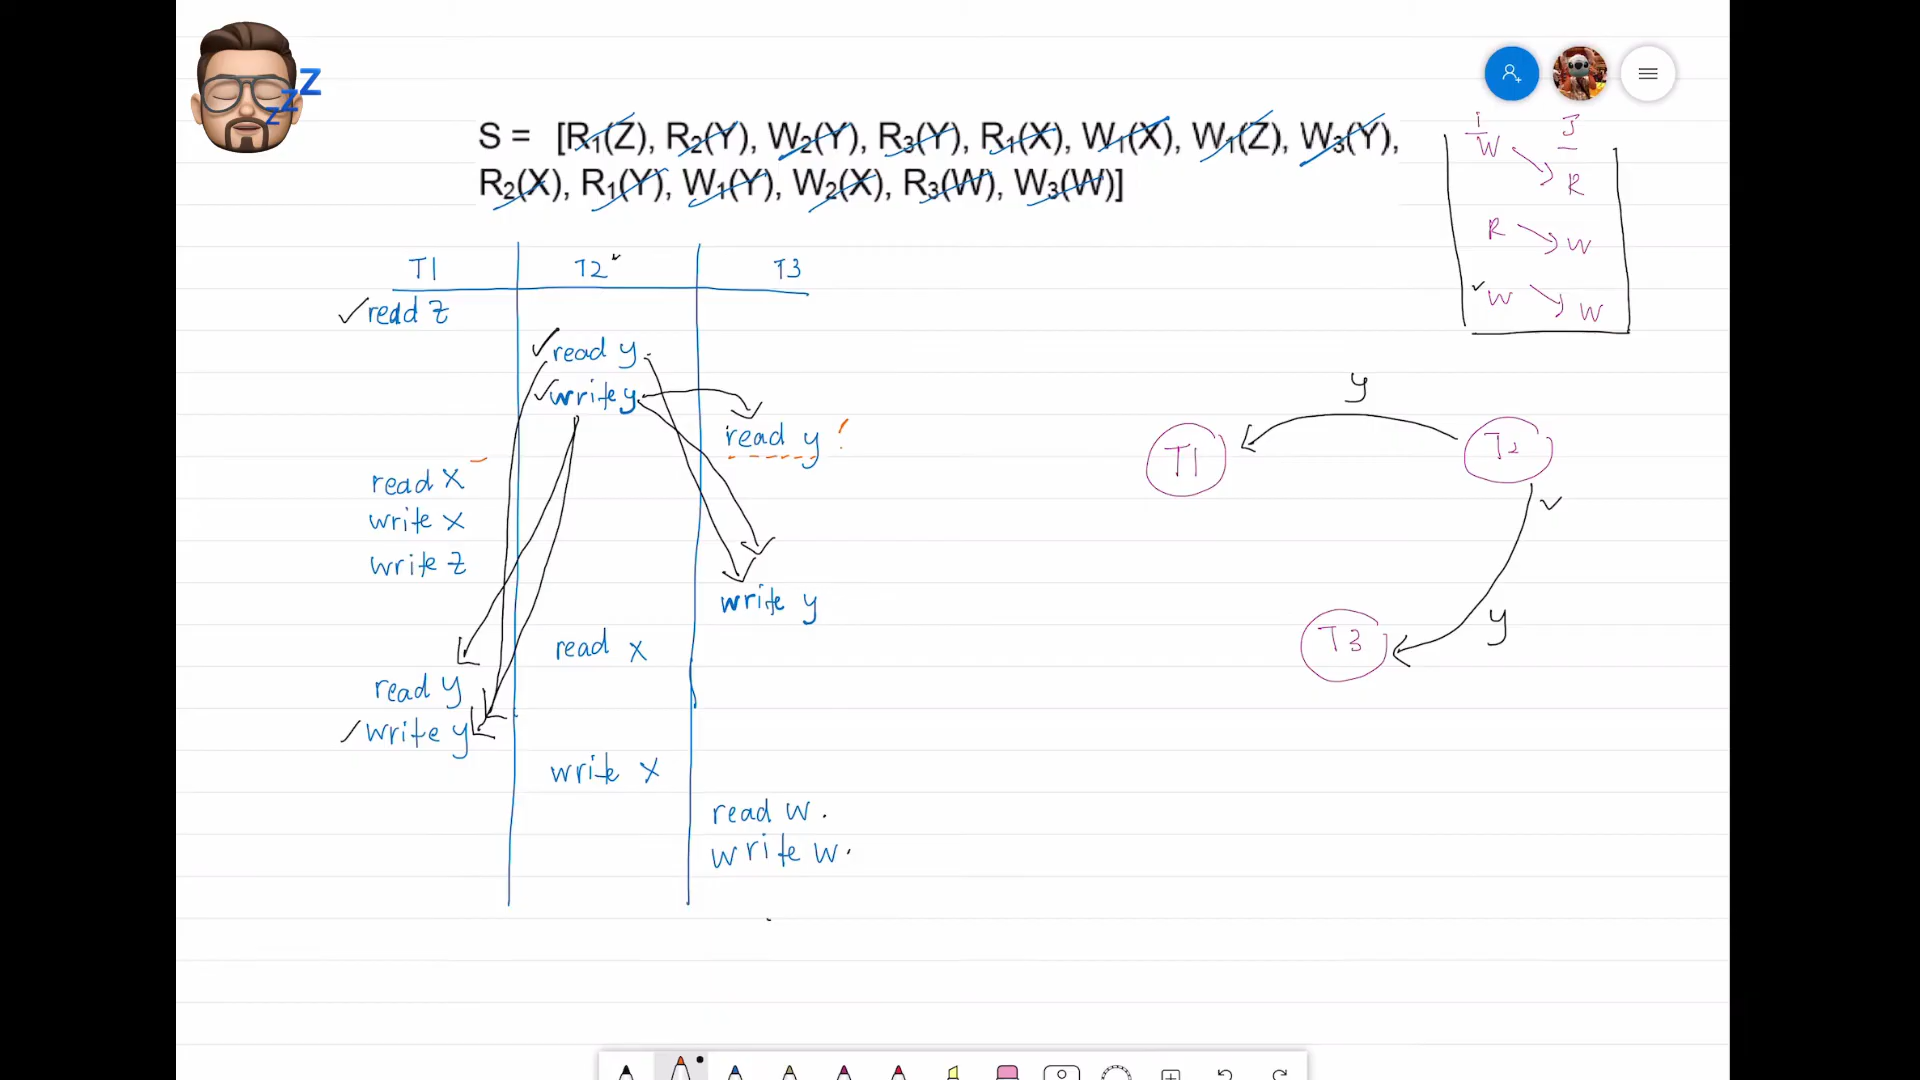 z z z
S = [R₁(Z), R₂(Y), W₂(Y), R₃(Y), R₁(X), W₁(X), W₁(Z), W₃(Y),
R₂(X), R₁(Y), W₁(Y), W₂(X), R₃(W), W₃(W)]
i J
W R
R W
W W
T1 T2 T3
read z
read y
write y
read y !
read x
write x
write z
write y
read x
read y
write y
write x
read w.
write w.
y
T1 T2
T3 y